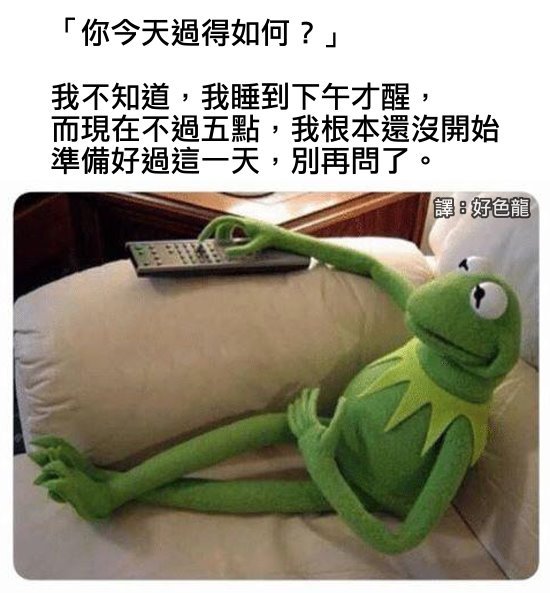 「你今天過得如何？」
我不知道，我睡到下午才醒，
而現在不過五點，我根本還沒開始
準備好過這一天，別再問了。
譯：好色龍